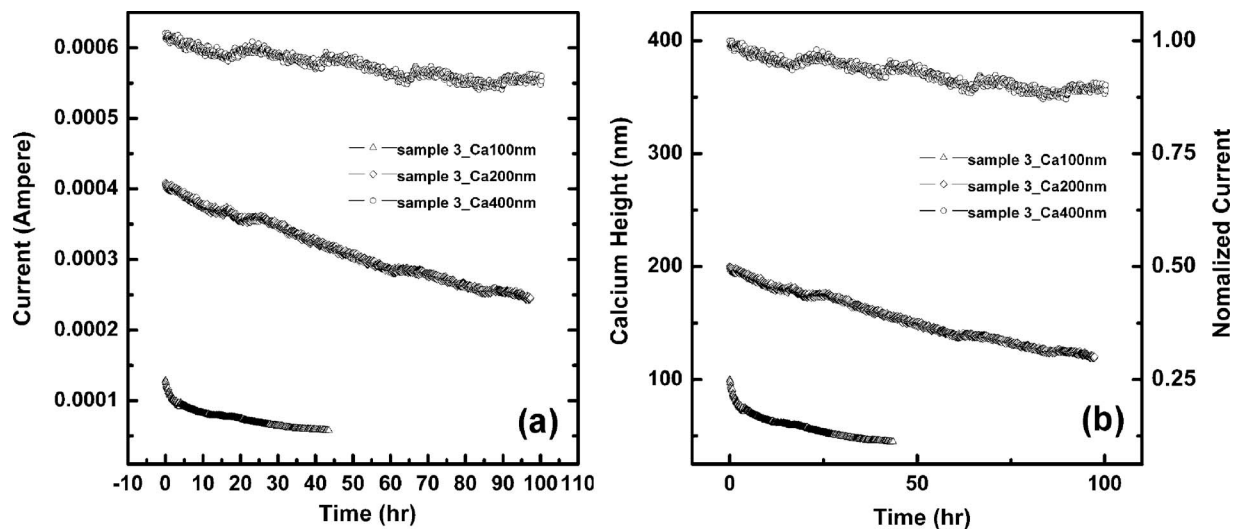 Current (Ampere)
0.0006
0.0005
0.0004
0.0003
0.0002
0.0001
sample 3_Ca100nm
sample 3_Ca200nm
sample 3_Ca400nm
(a)
-10 0 10 20 30 40 50 60 70 80 90 100 110
Time (hr)
Calcium Height (nm)
400
300
200
100
sample 3_Ca100nm
sample 3_Ca200nm
sample 3_Ca400nm
(b)
0 50 100
Time (hr)
1.00
0.75
0.50
0.25
Nomalized Current